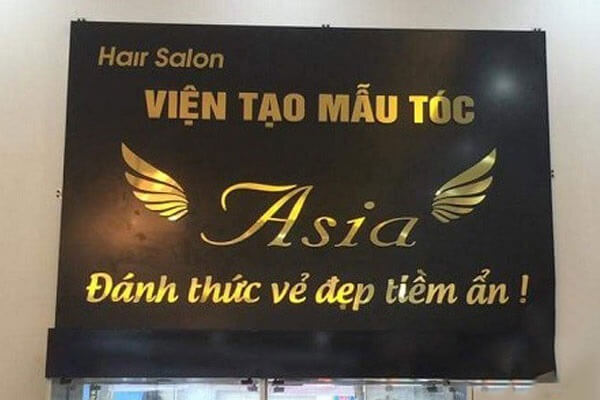 Hair Salon
VIỆN TẠO MẪU TÓC
Asia
Đánh thức vẻ đẹp tiềm ẩn !